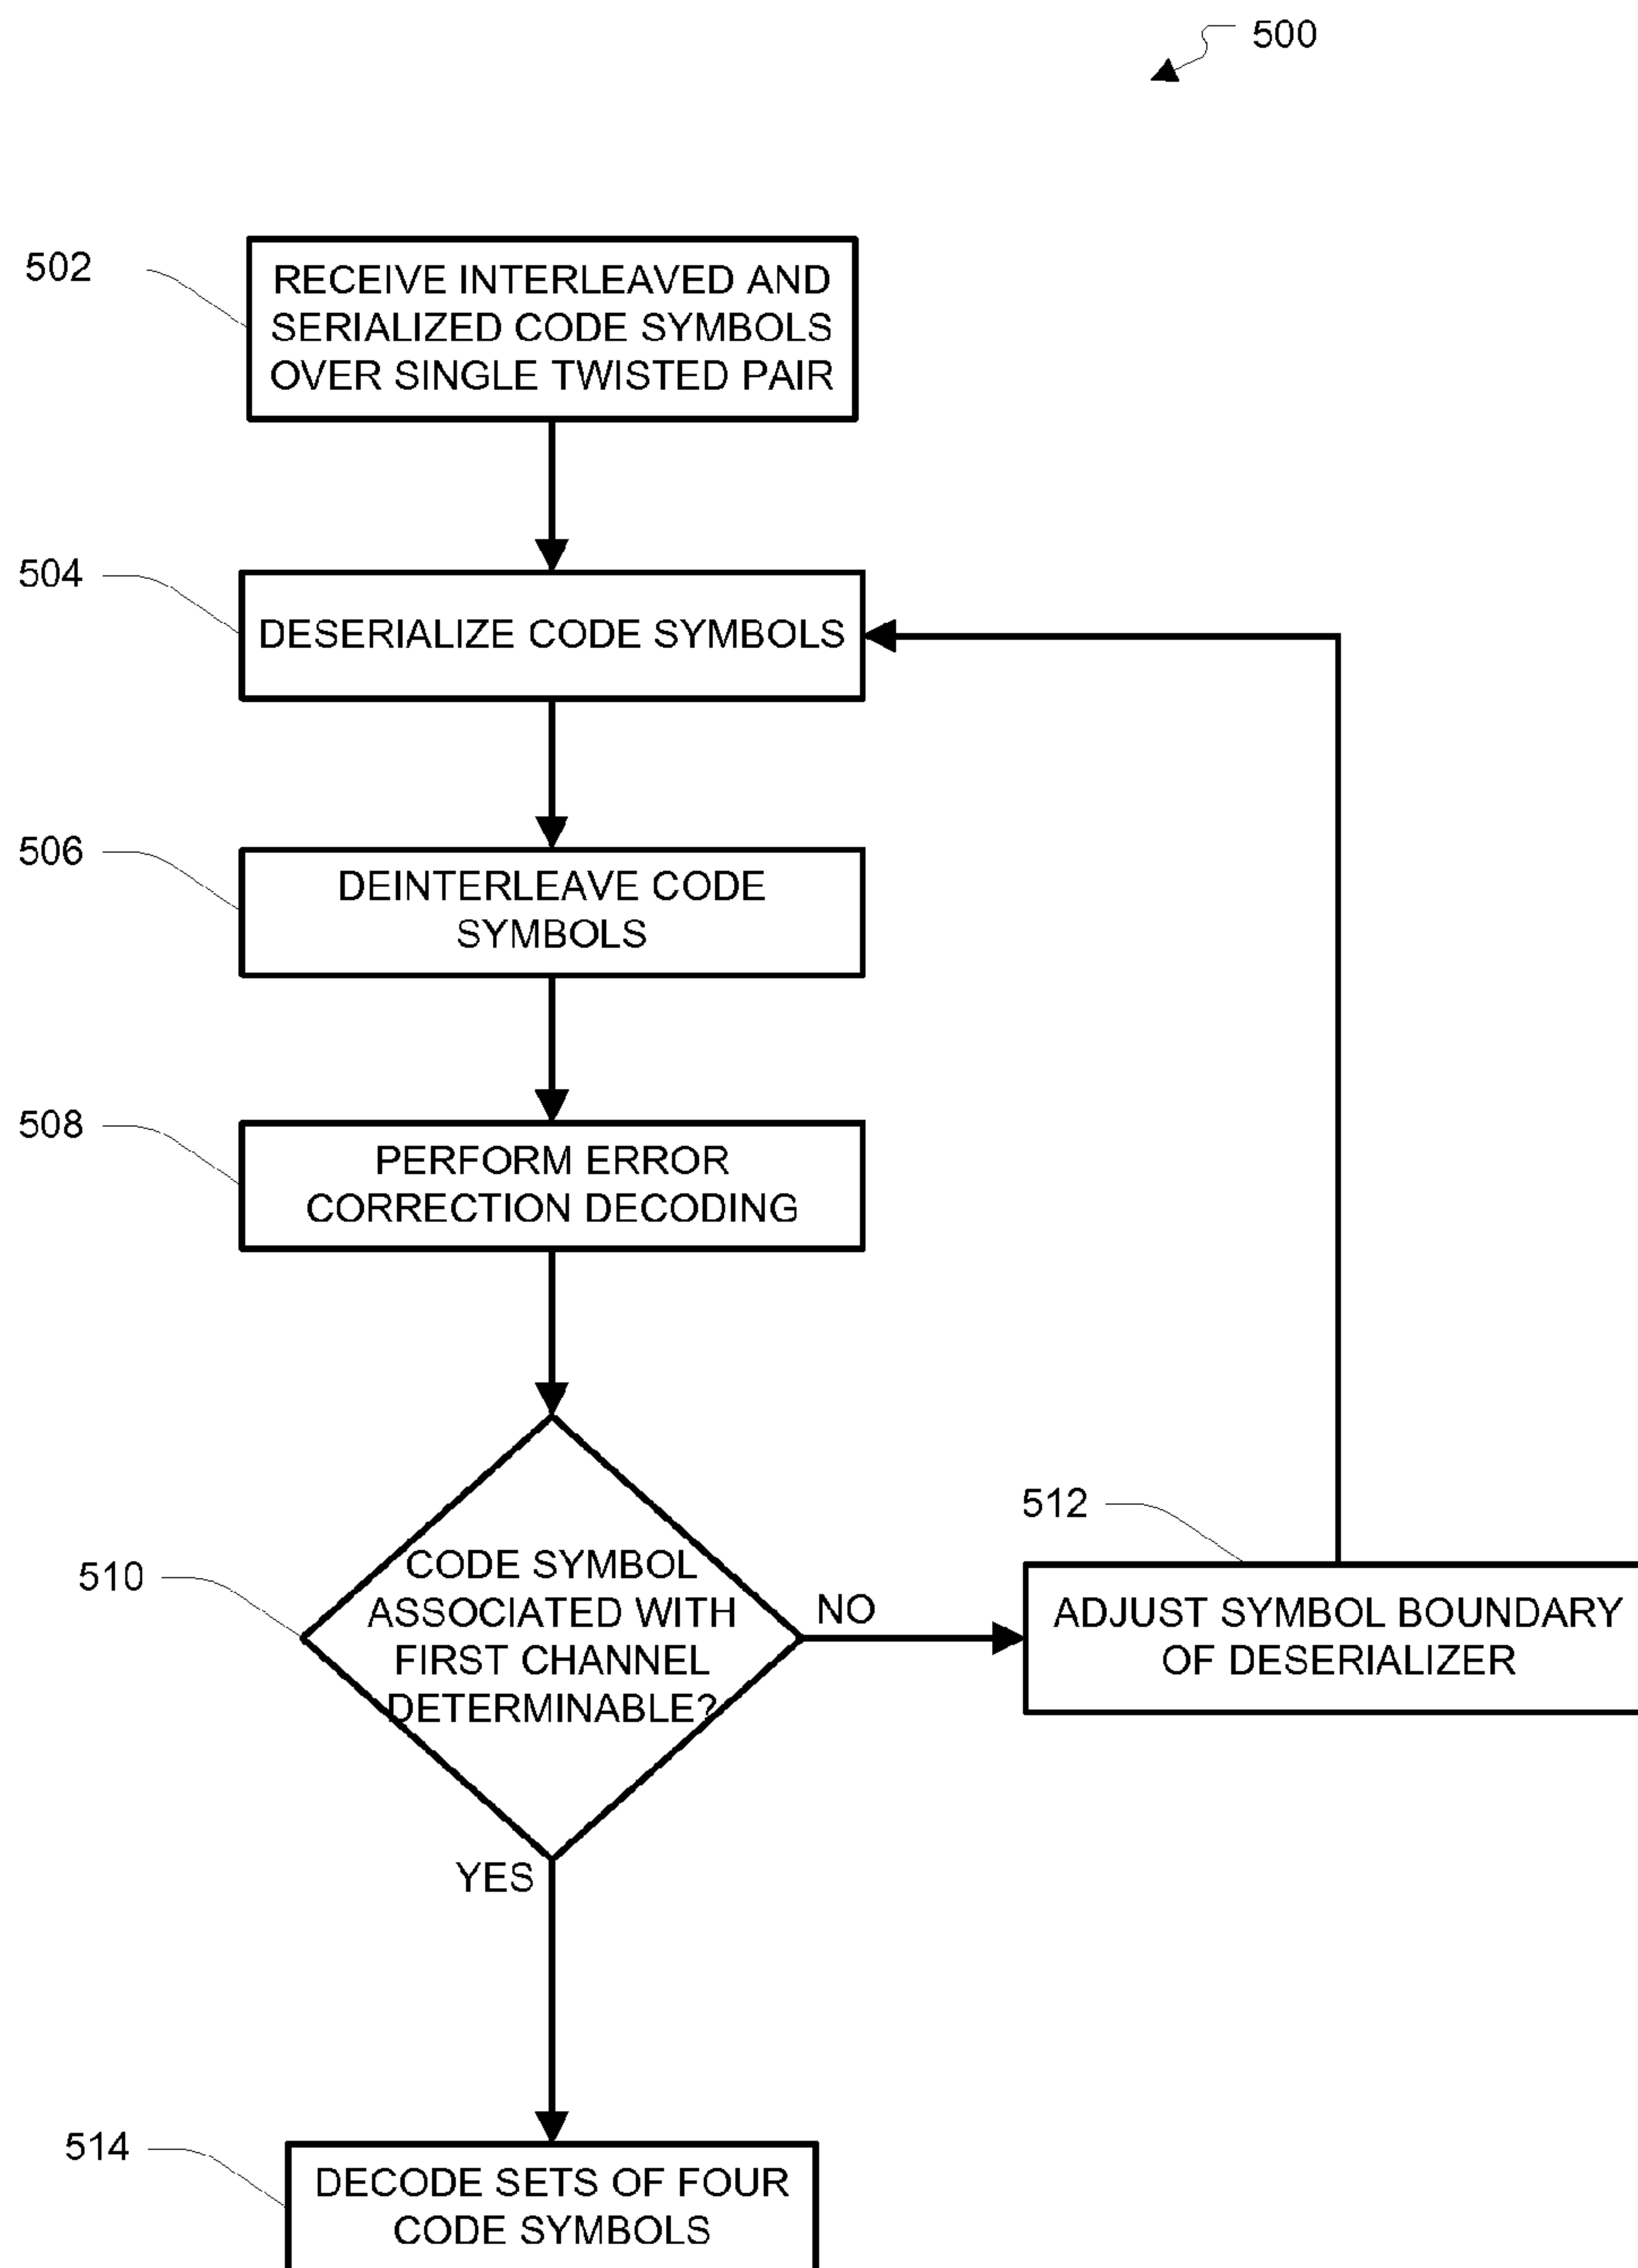 500
502
RECEIVE INTERLEAVED AND
SERIALIZED CODE SYMBOLS
OVER SINGLE TWISTED PAIR
504
DESERIALIZE CODE SYMBOLS
506
DEINTERLEAVE CODE
SYMBOLS
508
PERFORM ERROR
CORRECTION DECODING
510
CODE SYMBOL
ASSOCIATED WITH
FIRST CHANNEL
DETERMINABLE?
NO
512
ADJUST SYMBOL BOUNDARY
OF DESERIALIZER
YES
514
DECODE SETS OF FOUR
CODE SYMBOLS